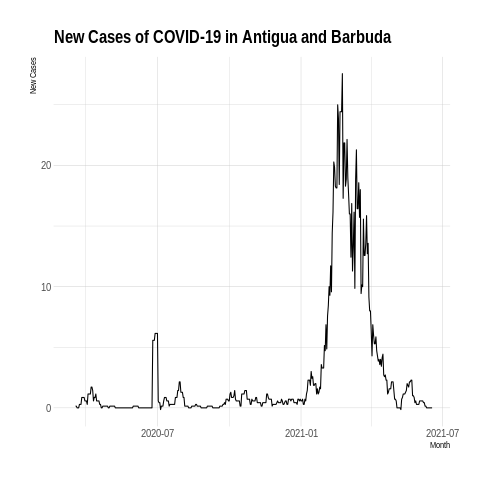 New Cases of COVID-19 in Antigua and Barbuda
New Cases
20
10
0
2020-07
2021-01
2021-07
Month